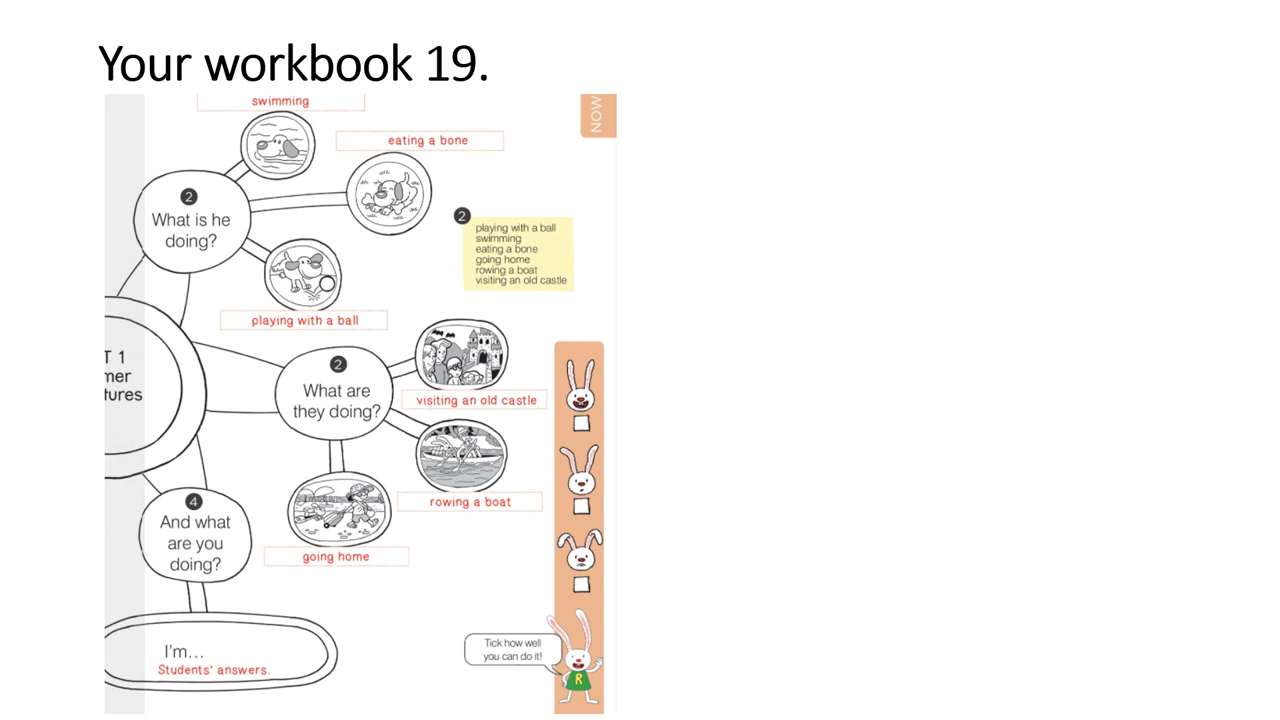 Your workbook 19.
swimming
NOW
eating a bone
2
What is he
doing?
2
playing with a ball
swimming
eating a bone
going home
rowing a boat
visiting an old castle
playing with a ball
T 1
mer
tures
2
What are
they doing?
visiting an old castle
rowing a boat
going home
4
And what
are you
doing?
I'm...
Students' answers.
Tick how well
you can do it!
R